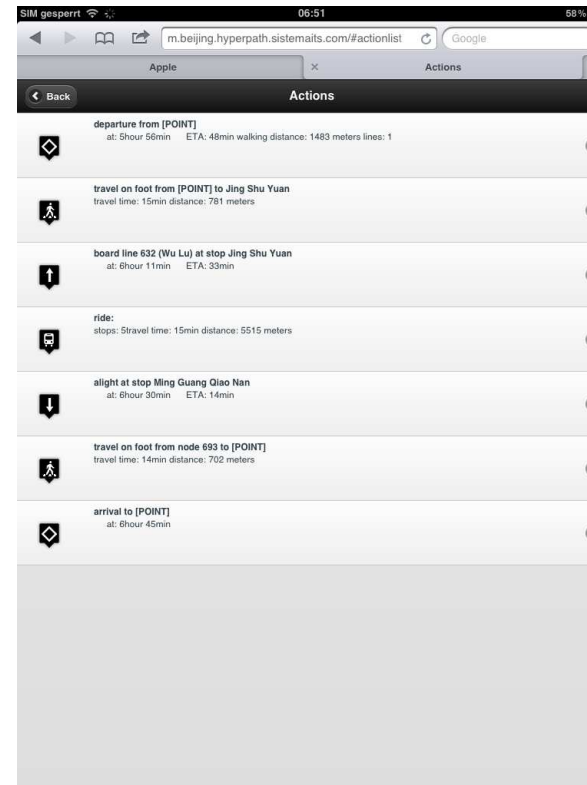 SIM gesperrt 06:51 58%
m.beijing.hyperpath.sistemaits.com/#actionlist Google
Apple × Actions
Back Actions
departure from [POINT]
at: 5hour 56min ETA: 48min walking distance: 1483 meters lines: 1
travel on foot from [POINT] to Jing Shu Yuan
travel time: 15min distance: 781 meters
board line 632 (Wu Lu) at stop Jing Shu Yuan
at: 6hour 11min ETA: 33min
ride:
stops: 5travel time: 15min distance: 5515 meters
alight at stop Ming Guang Qiao Nan
at: 6hour 30min ETA: 14min
travel on foot from node 693 to [POINT]
travel time: 14min distance: 702 meters
arrival to [POINT]
at: 6hour 45min